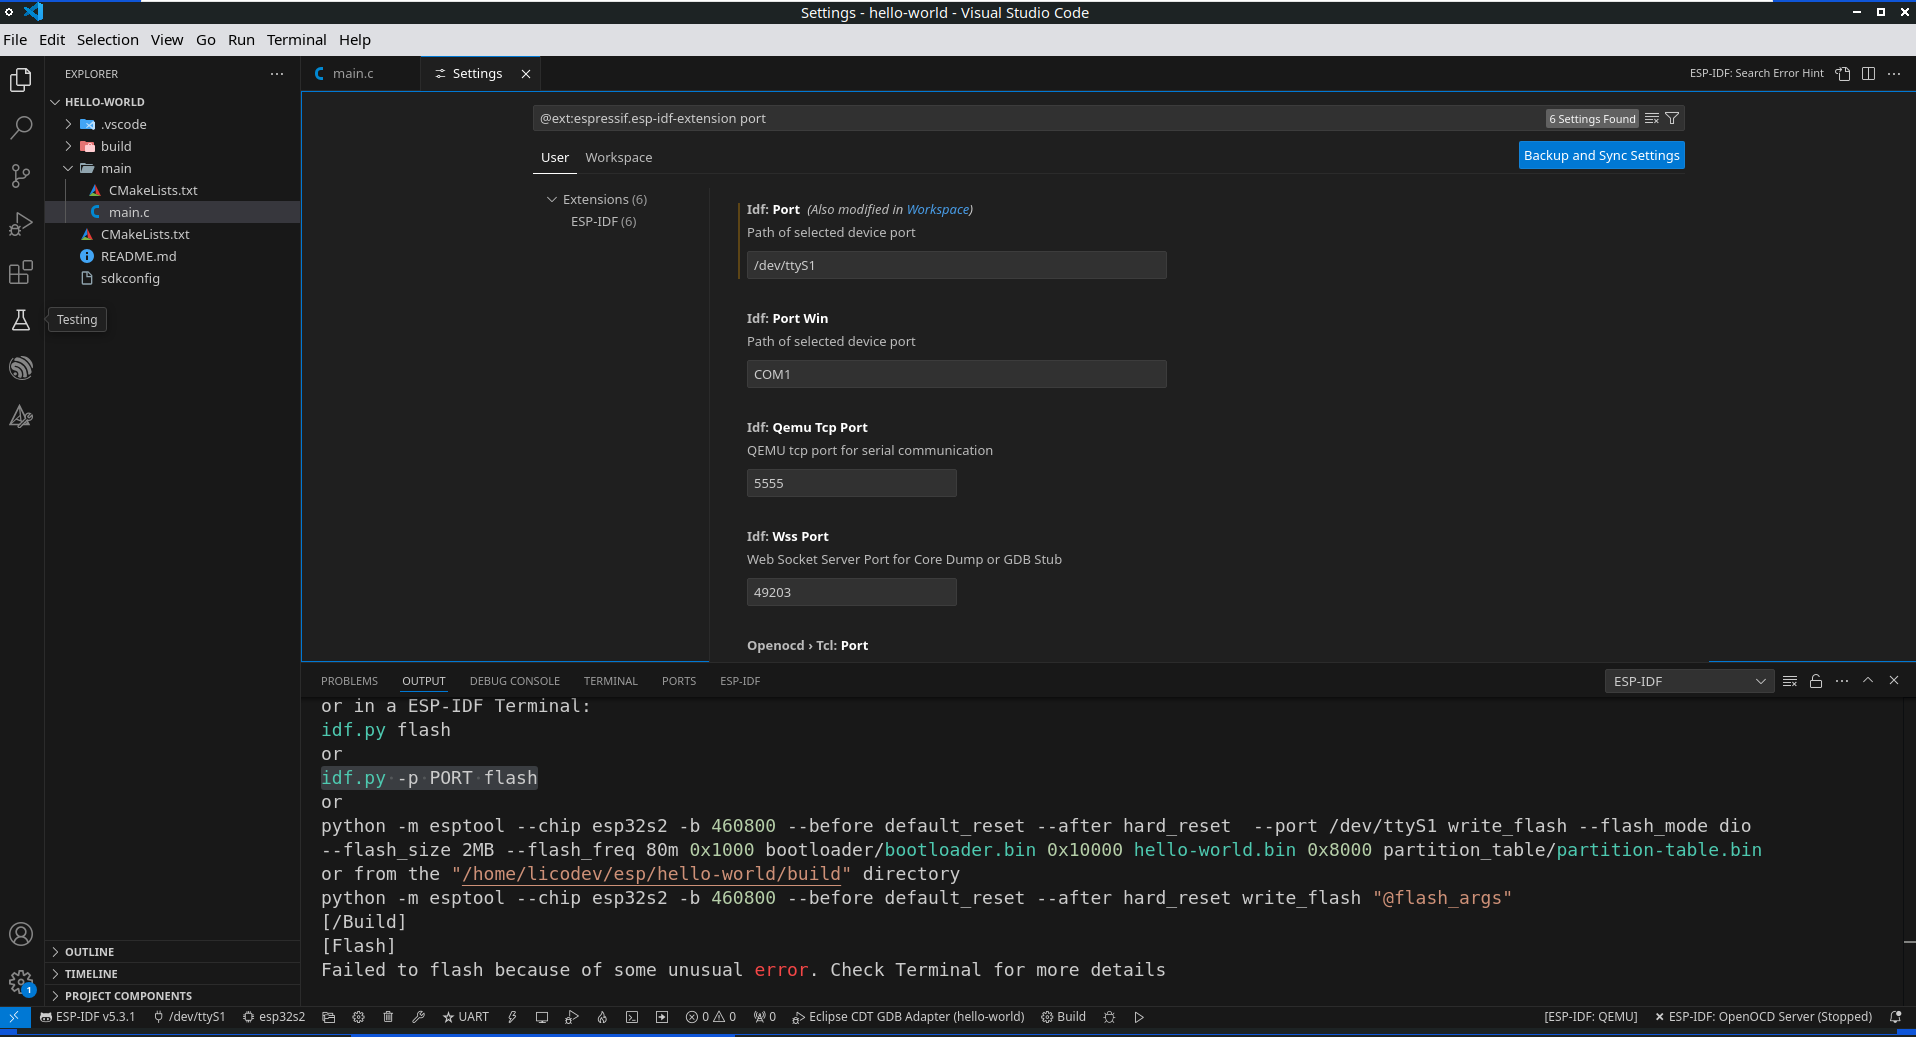 Settings - hello-world - Visual Studio Code
File Edit Selection View Go Run Terminal Help
EXPLORER
HELLO-WORLD
.vscode
build
main
CMakeLists.txt
main.c
CMakeLists.txt
README.md
sdkconfig
Testing
OUTLINE
TIMELINE
PROJECT COMPONENTS
1
main.c
Settings
ESP-IDF: Search Error Hint
@ext:espressif.esp-idf-extension port
6 Settings Found
User Workspace
Backup and Sync Settings
Extensions (6)
ESP-IDF (6)
Idf: Port (Also modified in Workspace)
Path of selected device port
/dev/ttyS1
Idf: Port Win
Path of selected device port
COM1
Idf: Qemu Tcp Port
QEMU tcp port for serial communication
5555
Idf: Wss Port
Web Socket Server Port for Core Dump or GDB Stub
49203
Openocd › Tcl: Port
PROBLEMS OUTPUT DEBUG CONSOLE TERMINAL PORTS ESP-IDF
ESP-IDF
or in a ESP-IDF Terminal:
idf.py flash
or
idf.py -p PORT flash
or
python -m esptool --chip esp32s2 -b 460800 --before default_reset --after hard_reset  --port /dev/ttyS1 write_flash --flash_mode dio
--flash_size 2MB --flash_freq 80m 0x1000 bootloader/bootloader.bin 0x10000 hello-world.bin 0x8000 partition_table/partition-table.bin
or from the "/home/licodev/esp/hello-world/build" directory
python -m esptool --chip esp32s2 -b 460800 --before default_reset --after hard_reset write_flash "@flash_args"
[/Build]
[Flash]
Failed to flash because of some unusual error. Check Terminal for more details
ESP-IDF v5.3.1 /dev/ttyS1 esp32s2 UART 0 0 0 Eclipse CDT GDB Adapter (hello-world) Build [ESP-IDF: QEMU] ESP-IDF: OpenOCD Server (Stopped)